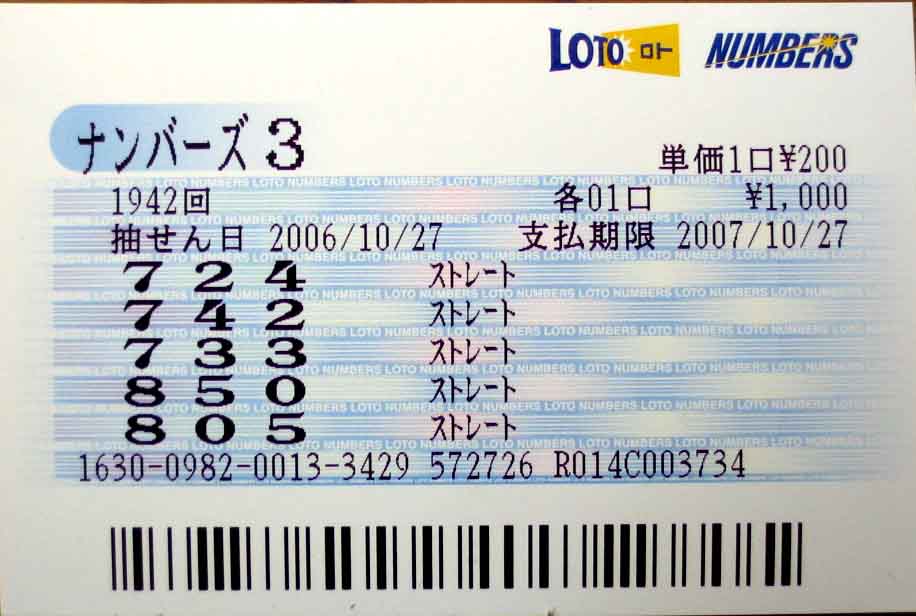 LOTO ロト NUMBERS
ナンバーズ 3
単価1口¥200
1942回 各01口 ¥1,000
抽せん日 2006/10/27 支払期限 2007/10/27
7 2 4 ストレート
7 4 2 ストレート
7 3 3 ストレート
8 5 0 ストレート
8 0 5 ストレート
1630-0982-0013-3429 572726 R014C003734